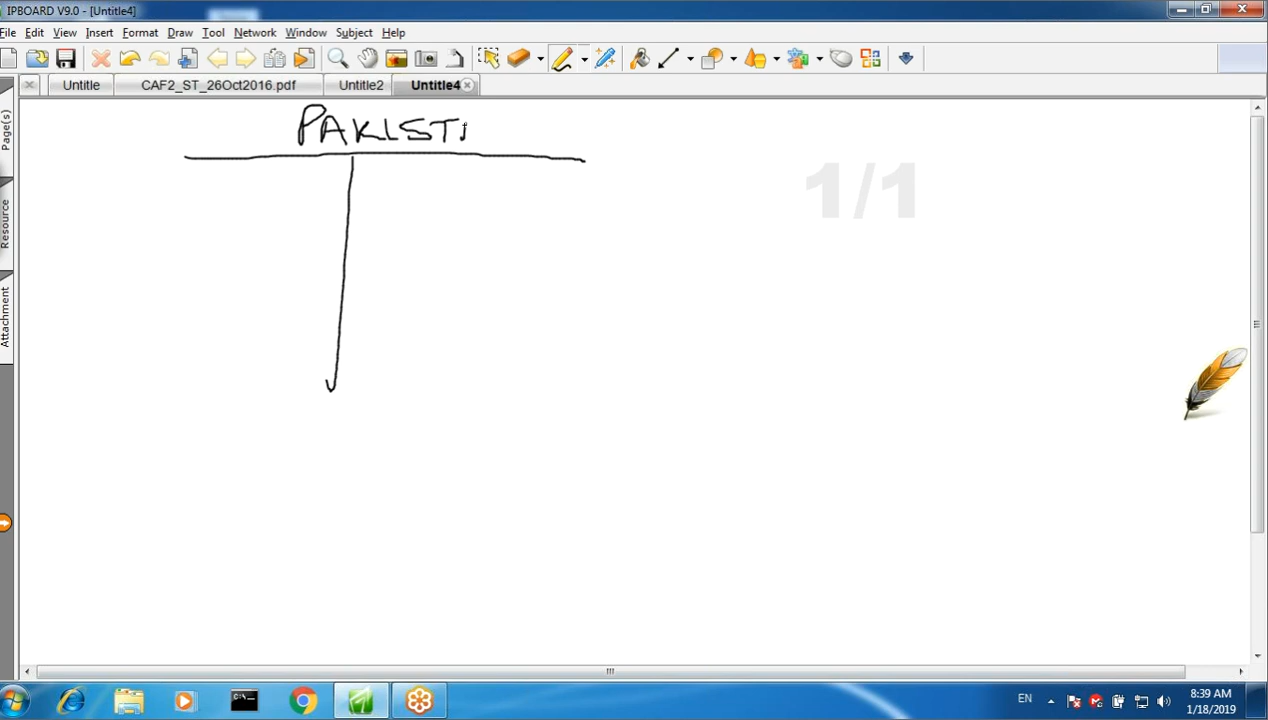 IPBOARD V9.0 - [Untitle4]
File Edit View Insert Format Draw Tool Network Window Subject Help
Untitle CAF2_ST_26Oct2016.pdf Untitle2 Untitle4
Page(s)
Resource
Attachment
PAKIST
1/1
EN
8:39 AM
1/18/2019